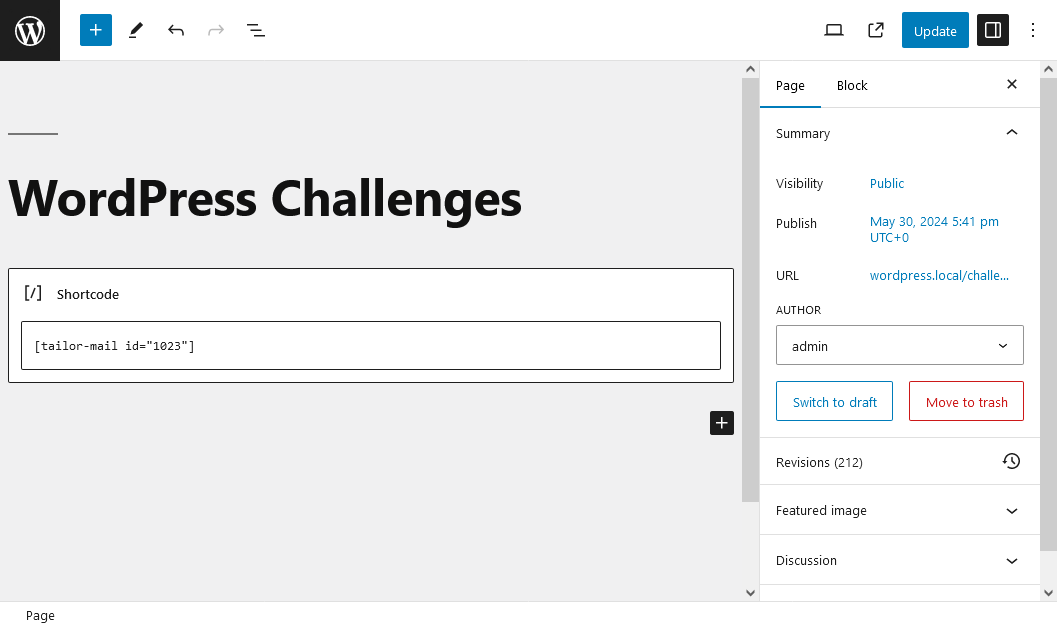 Update
Page
Block
WordPress Challenges
[/] Shortcode
[tailor-mail id="1023"]
Summary
Visibility
Public
Publish
May 30, 2024 5:41 pm
UTC+0
URL
wordpress.local/challe...
AUTHOR
admin
Switch to draft
Move to trash
Revisions (212)
Featured image
Discussion
Page